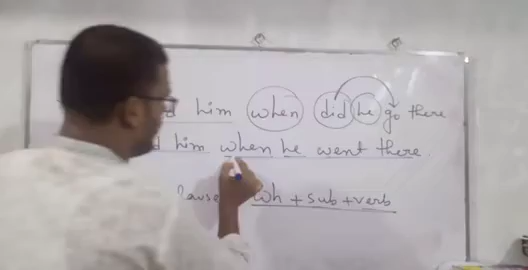 him when did he go there
him when he went there.
wh + sub + verb